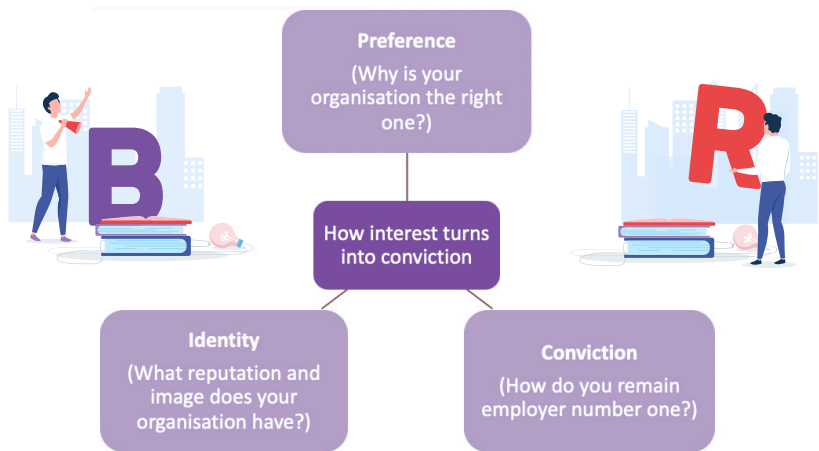 Preference
(Why is your
organisation the right
one?)
B
R
How interest turns
into conviction
Identity
(What reputation and
image does your
organisation have?)
Conviction
(How do you remain
employer number one?)